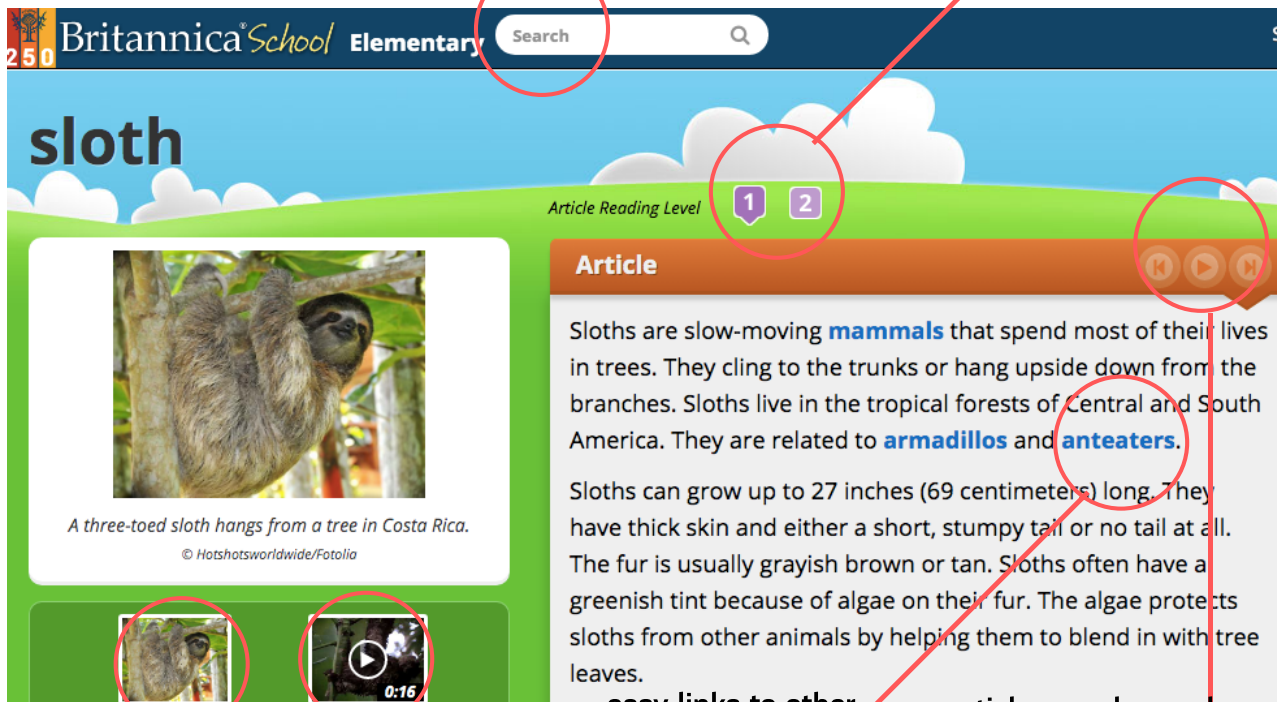 250 Britannica® School Elementary Search
sloth
Article Reading Level 1 2
Article
Sloths are slow-moving mammals that spend most of their lives
in trees. They cling to the trunks or hang upside down from the
branches. Sloths live in the tropical forests of Central and South
America. They are related to armadillos and anteaters.
Sloths can grow up to 27 inches (69 centimeters) long. They
have thick skin and either a short, stumpy tail or no tail at all.
The fur is usually grayish brown or tan. Sloths often have a
greenish tint because of algae on their fur. The algae protects
sloths from other animals by helping them to blend in with tree
leaves.
A three-toed sloth hangs from a tree in Costa Rica.
© Hotshotsworldwide/Fotolia
0:16
easy links to other